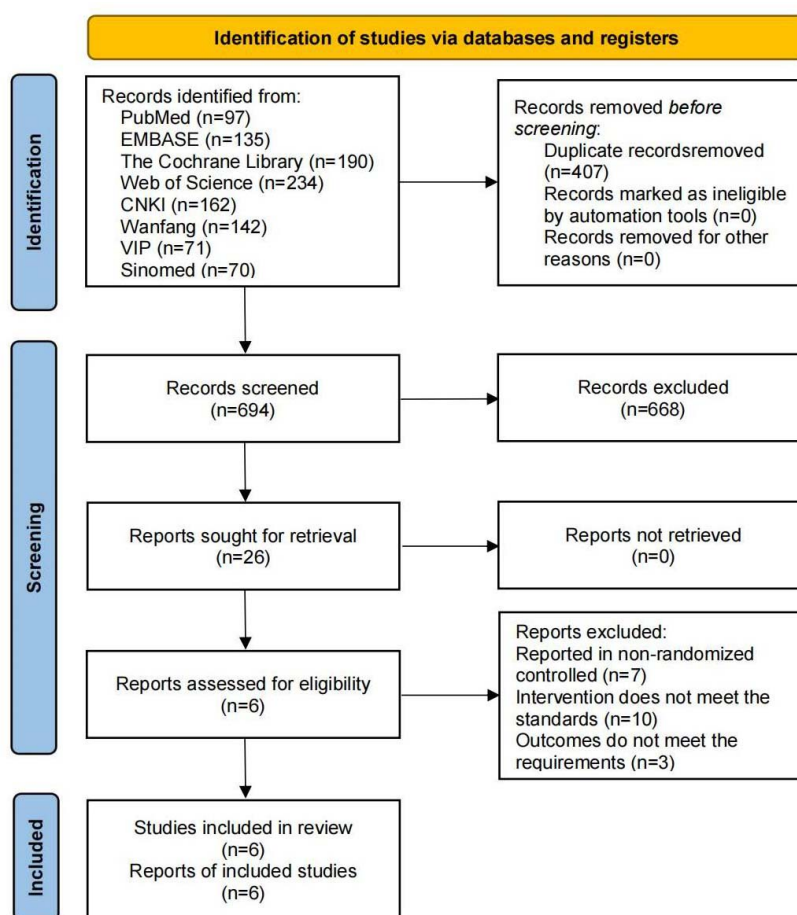 Identification of studies via databases and registers
Identification
Records identified from:
PubMed (n=97)
EMBASE (n=135)
The Cochrane Library (n=190)
Web of Science (n=234)
CNKI (n=162)
Wanfang (n=142)
VIP (n=71)
Sinomed (n=70)
Records removed before
screening:
Duplicate recordsremoved
(n=407)
Records marked as ineligible
by automation tools (n=0)
Records removed for other
reasons (n=0)
Screening
Records screened
(n=694)
Records excluded
(n=668)
Reports sought for retrieval
(n=26)
Reports not retrieved
(n=0)
Reports assessed for eligibility
(n=6)
Reports excluded:
Reported in non-randomized
controlled (n=7)
Intervention does not meet the
standards (n=10)
Outcomes do not meet the
requirements (n=3)
Included
Studies included in review
(n=6)
Reports of included studies
(n=6)